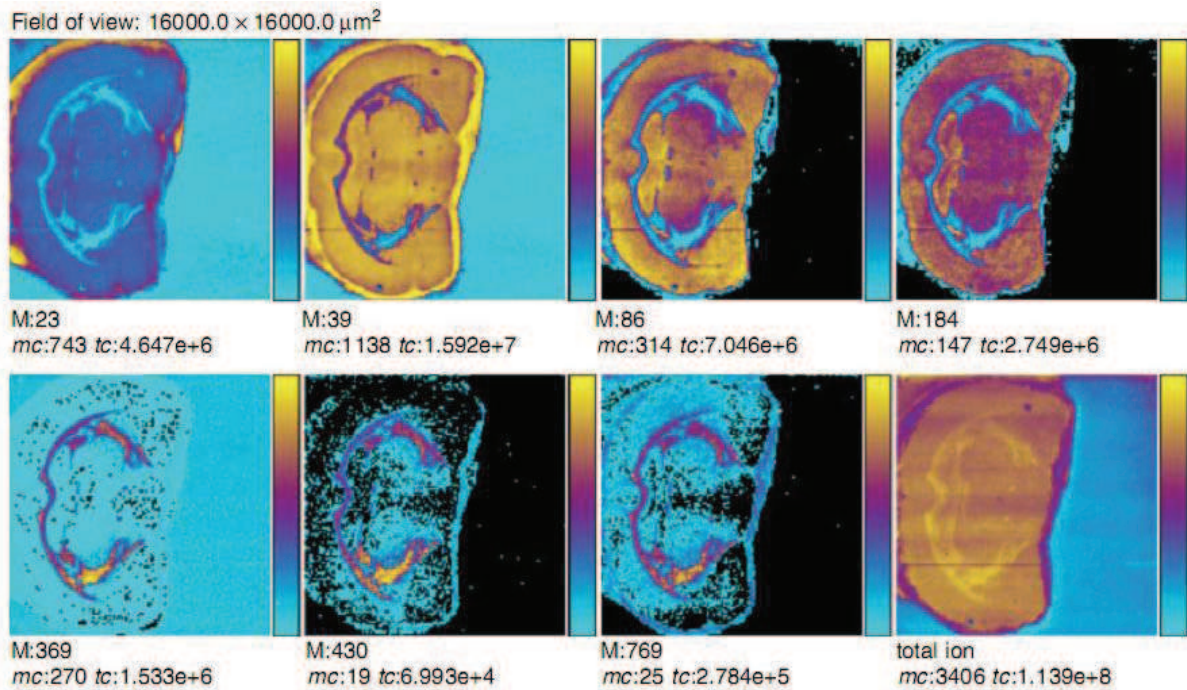 Field of view: 16000.0 × 16000.0 μm²
M:23
mc:743 tc:4.647e+6
M:39
mc:1138 tc:1.592e+7
M:86
mc:314 tc:7.046e+6
M:184
mc:147 tc:2.749e+6
M:369
mc:270 tc:1.533e+6
M:430
mc:19 tc:6.993e+4
M:769
mc:25 tc:2.784e+5
total ion
mc:3406 tc:1.139e+8